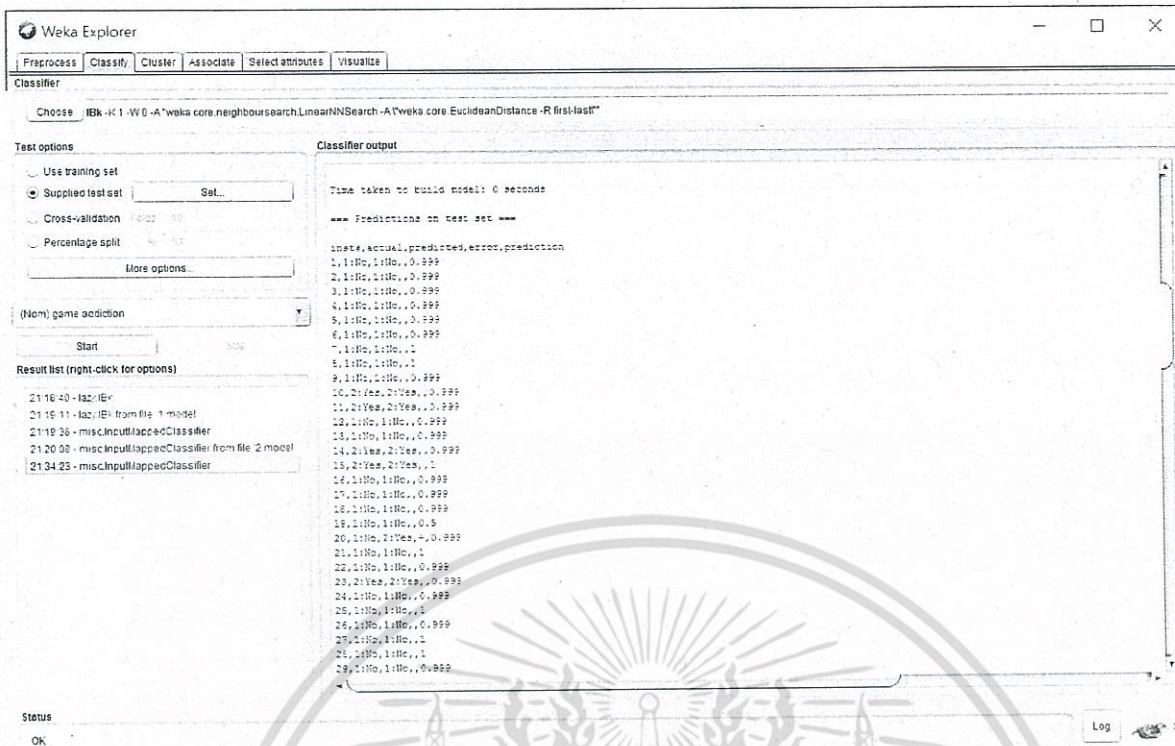 Weka Explorer
Preprocess Classify Cluster Associate Select attributes Visualize
Classifier
Choose IBk -K 1 -W 0 -A "weka.core.neighboursearch.LinearNNSearch -A \"weka.core.EuclideanDistance -R first-last\""
Test options
Use training set
Supplied test set Set...
Cross-validation Folds 10
Percentage split %
More options...
(Nom) game addiction
Start
Result list (right-click for options)
21:18:40 - lazy.IBk
21:19:11 - lazy.IBk from file '1.model'
21:19:36 - misc.InputMappedClassifier
21:20:08 - misc.InputMappedClassifier from file '2.model'
21:34:23 - misc.InputMappedClassifier
Classifier output
Time taken to build model: 0 seconds
=== Predictions on test set ===
inst#,actual,predicted,error,prediction
1,1:No,1:No,,0.999
2,1:No,1:No,,0.999
3,1:No,1:No,,0.999
4,1:No,1:No,,0.999
5,1:No,1:No,,0.999
6,1:No,1:No,,0.999
7,1:No,1:No,,1
8,1:No,1:No,,1
9,1:No,1:No,,0.999
10,2:Yes,2:Yes,,0.999
11,2:Yes,2:Yes,,0.999
12,1:No,1:No,,0.999
13,1:No,1:No,,0.999
14,2:Yes,2:Yes,,0.999
15,2:Yes,2:Yes,,1
16,1:No,1:No,,0.999
17,1:No,1:No,,0.999
18,1:No,1:No,,0.999
19,1:No,1:No,,0.5
20,1:No,2:Yes,+,0.999
21,1:No,1:No,,1
22,1:No,1:No,,0.999
23,2:Yes,2:Yes,,0.999
24,1:No,1:No,,0.999
25,1:No,1:No,,1
26,1:No,1:No,,0.999
27,1:No,1:No,,1
28,1:No,1:No,,1
29,1:No,1:No,,0.999
Status
OK
Log